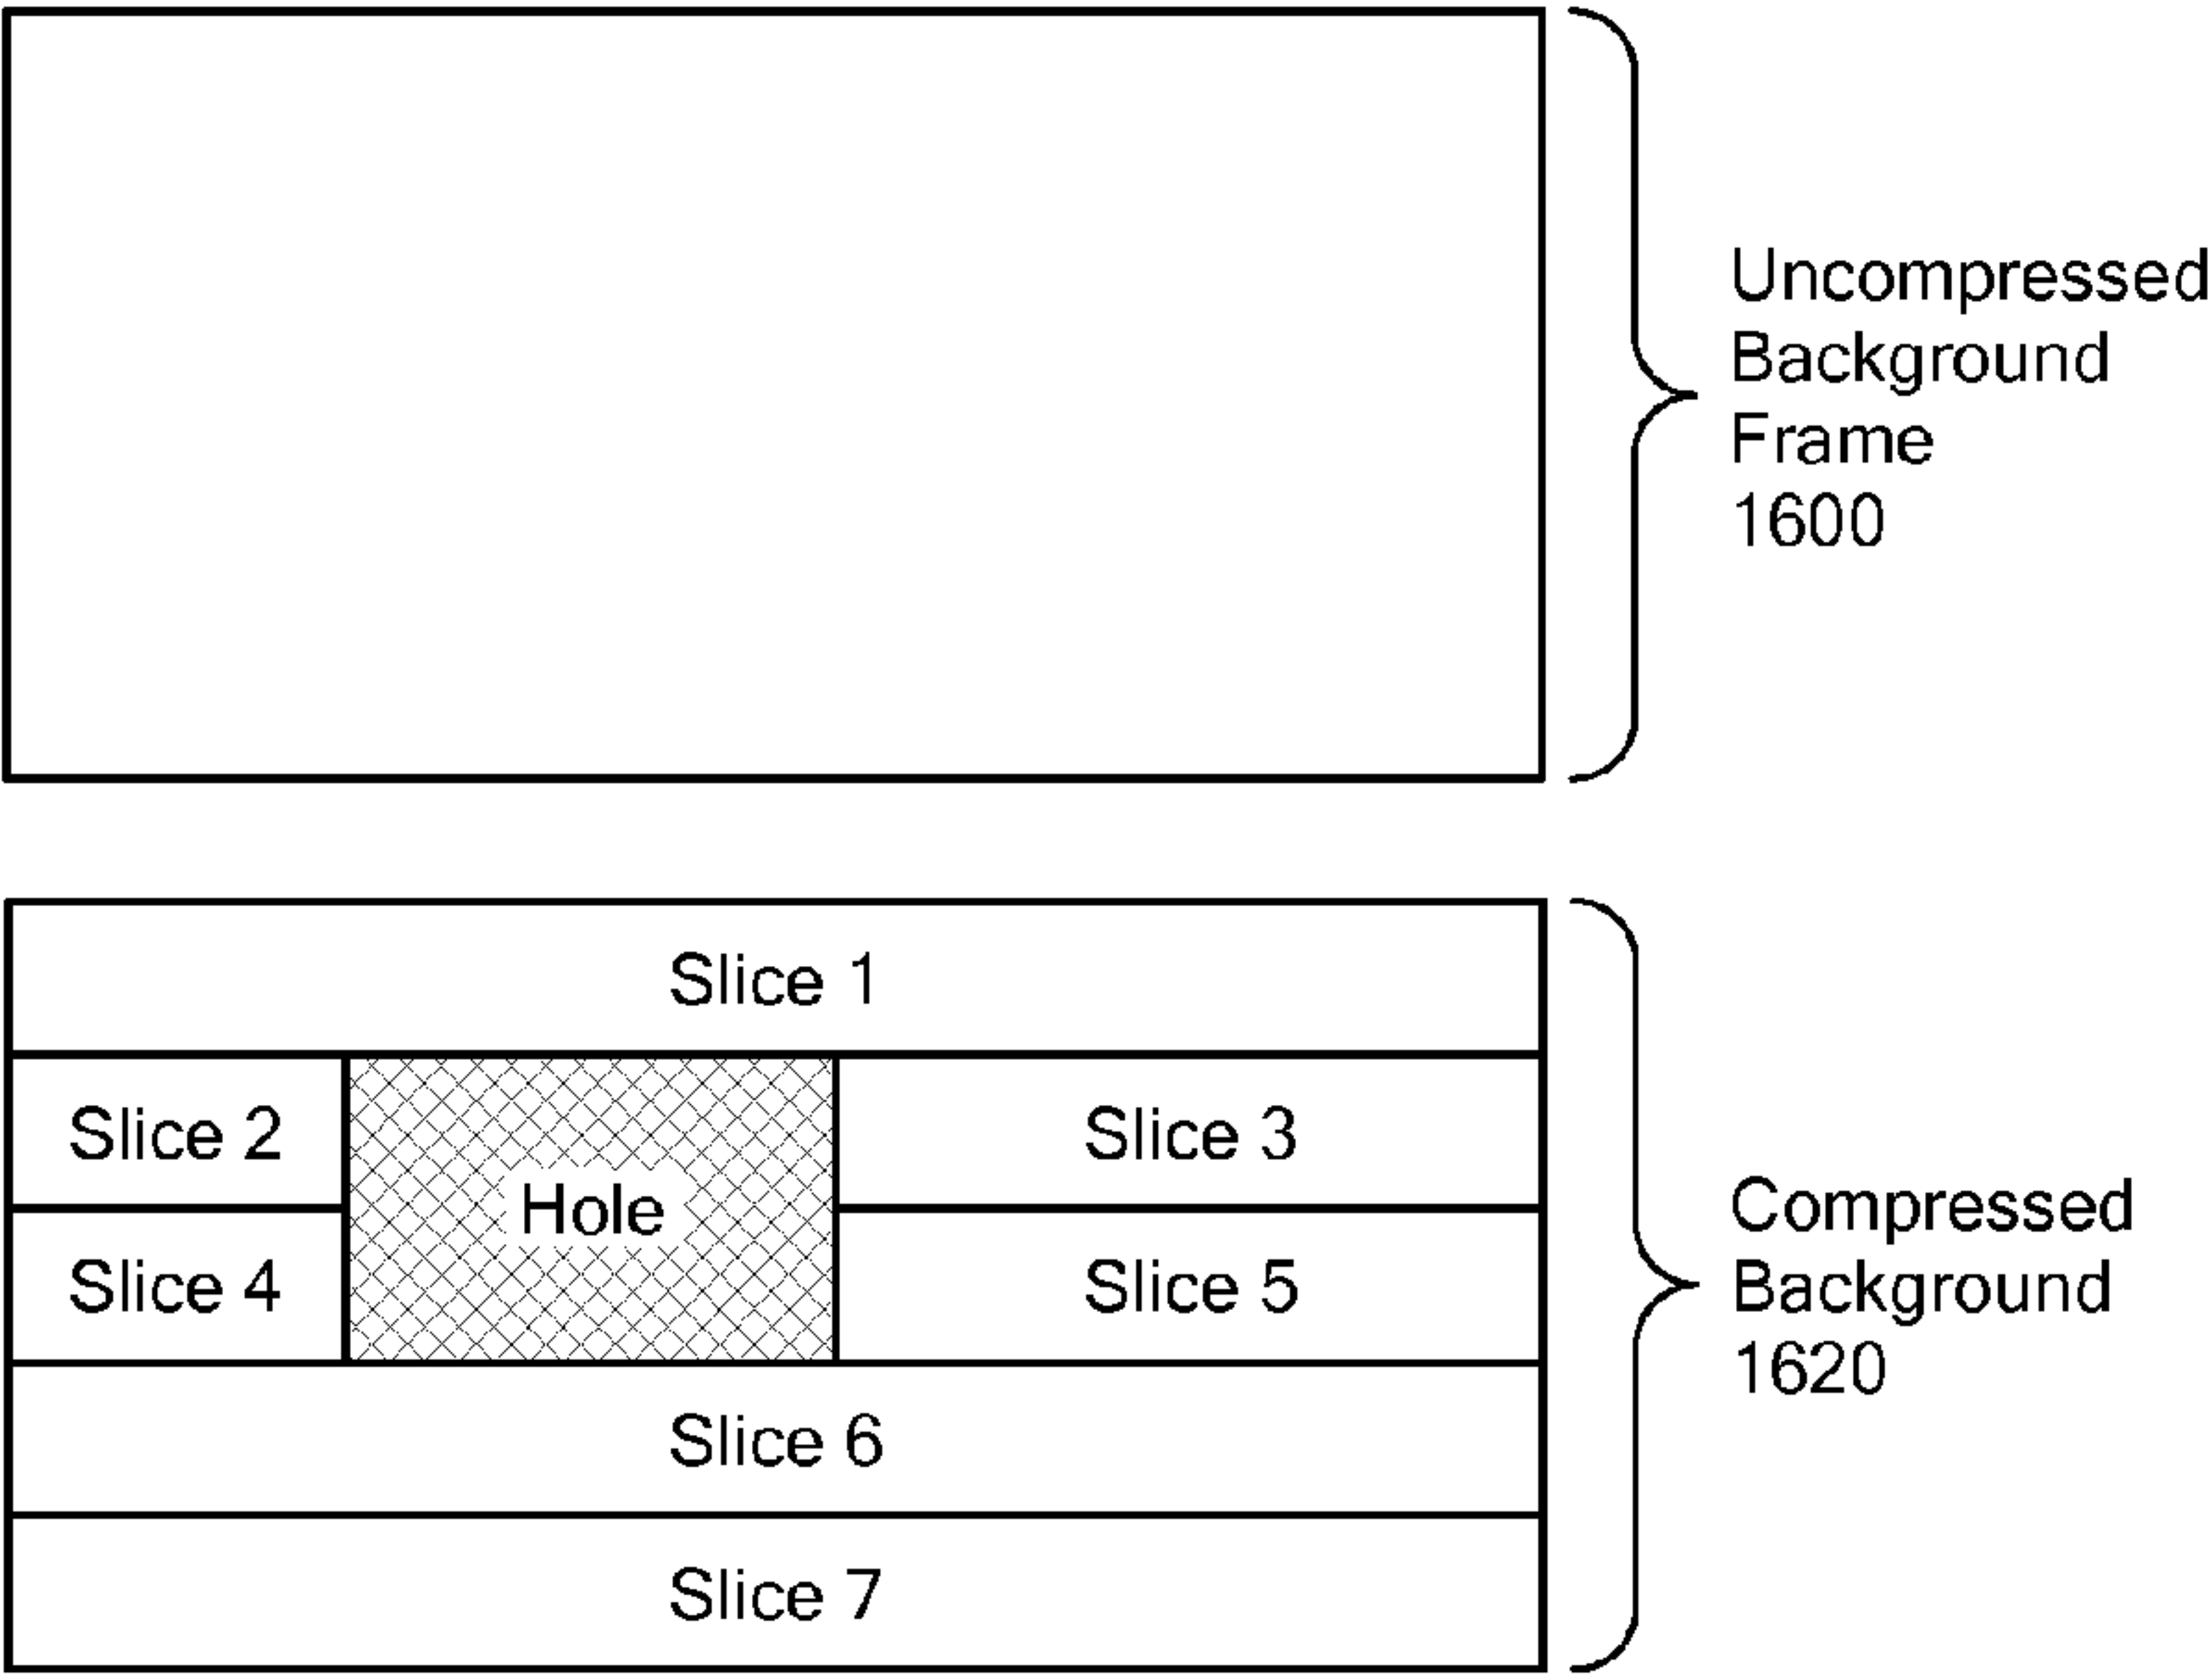 Uncompressed
Background
Frame
1600
Slice 1
Slice 2
Slice 3
Hole
Slice 4
Slice 5
Slice 6
Slice 7
Compressed
Background
1620